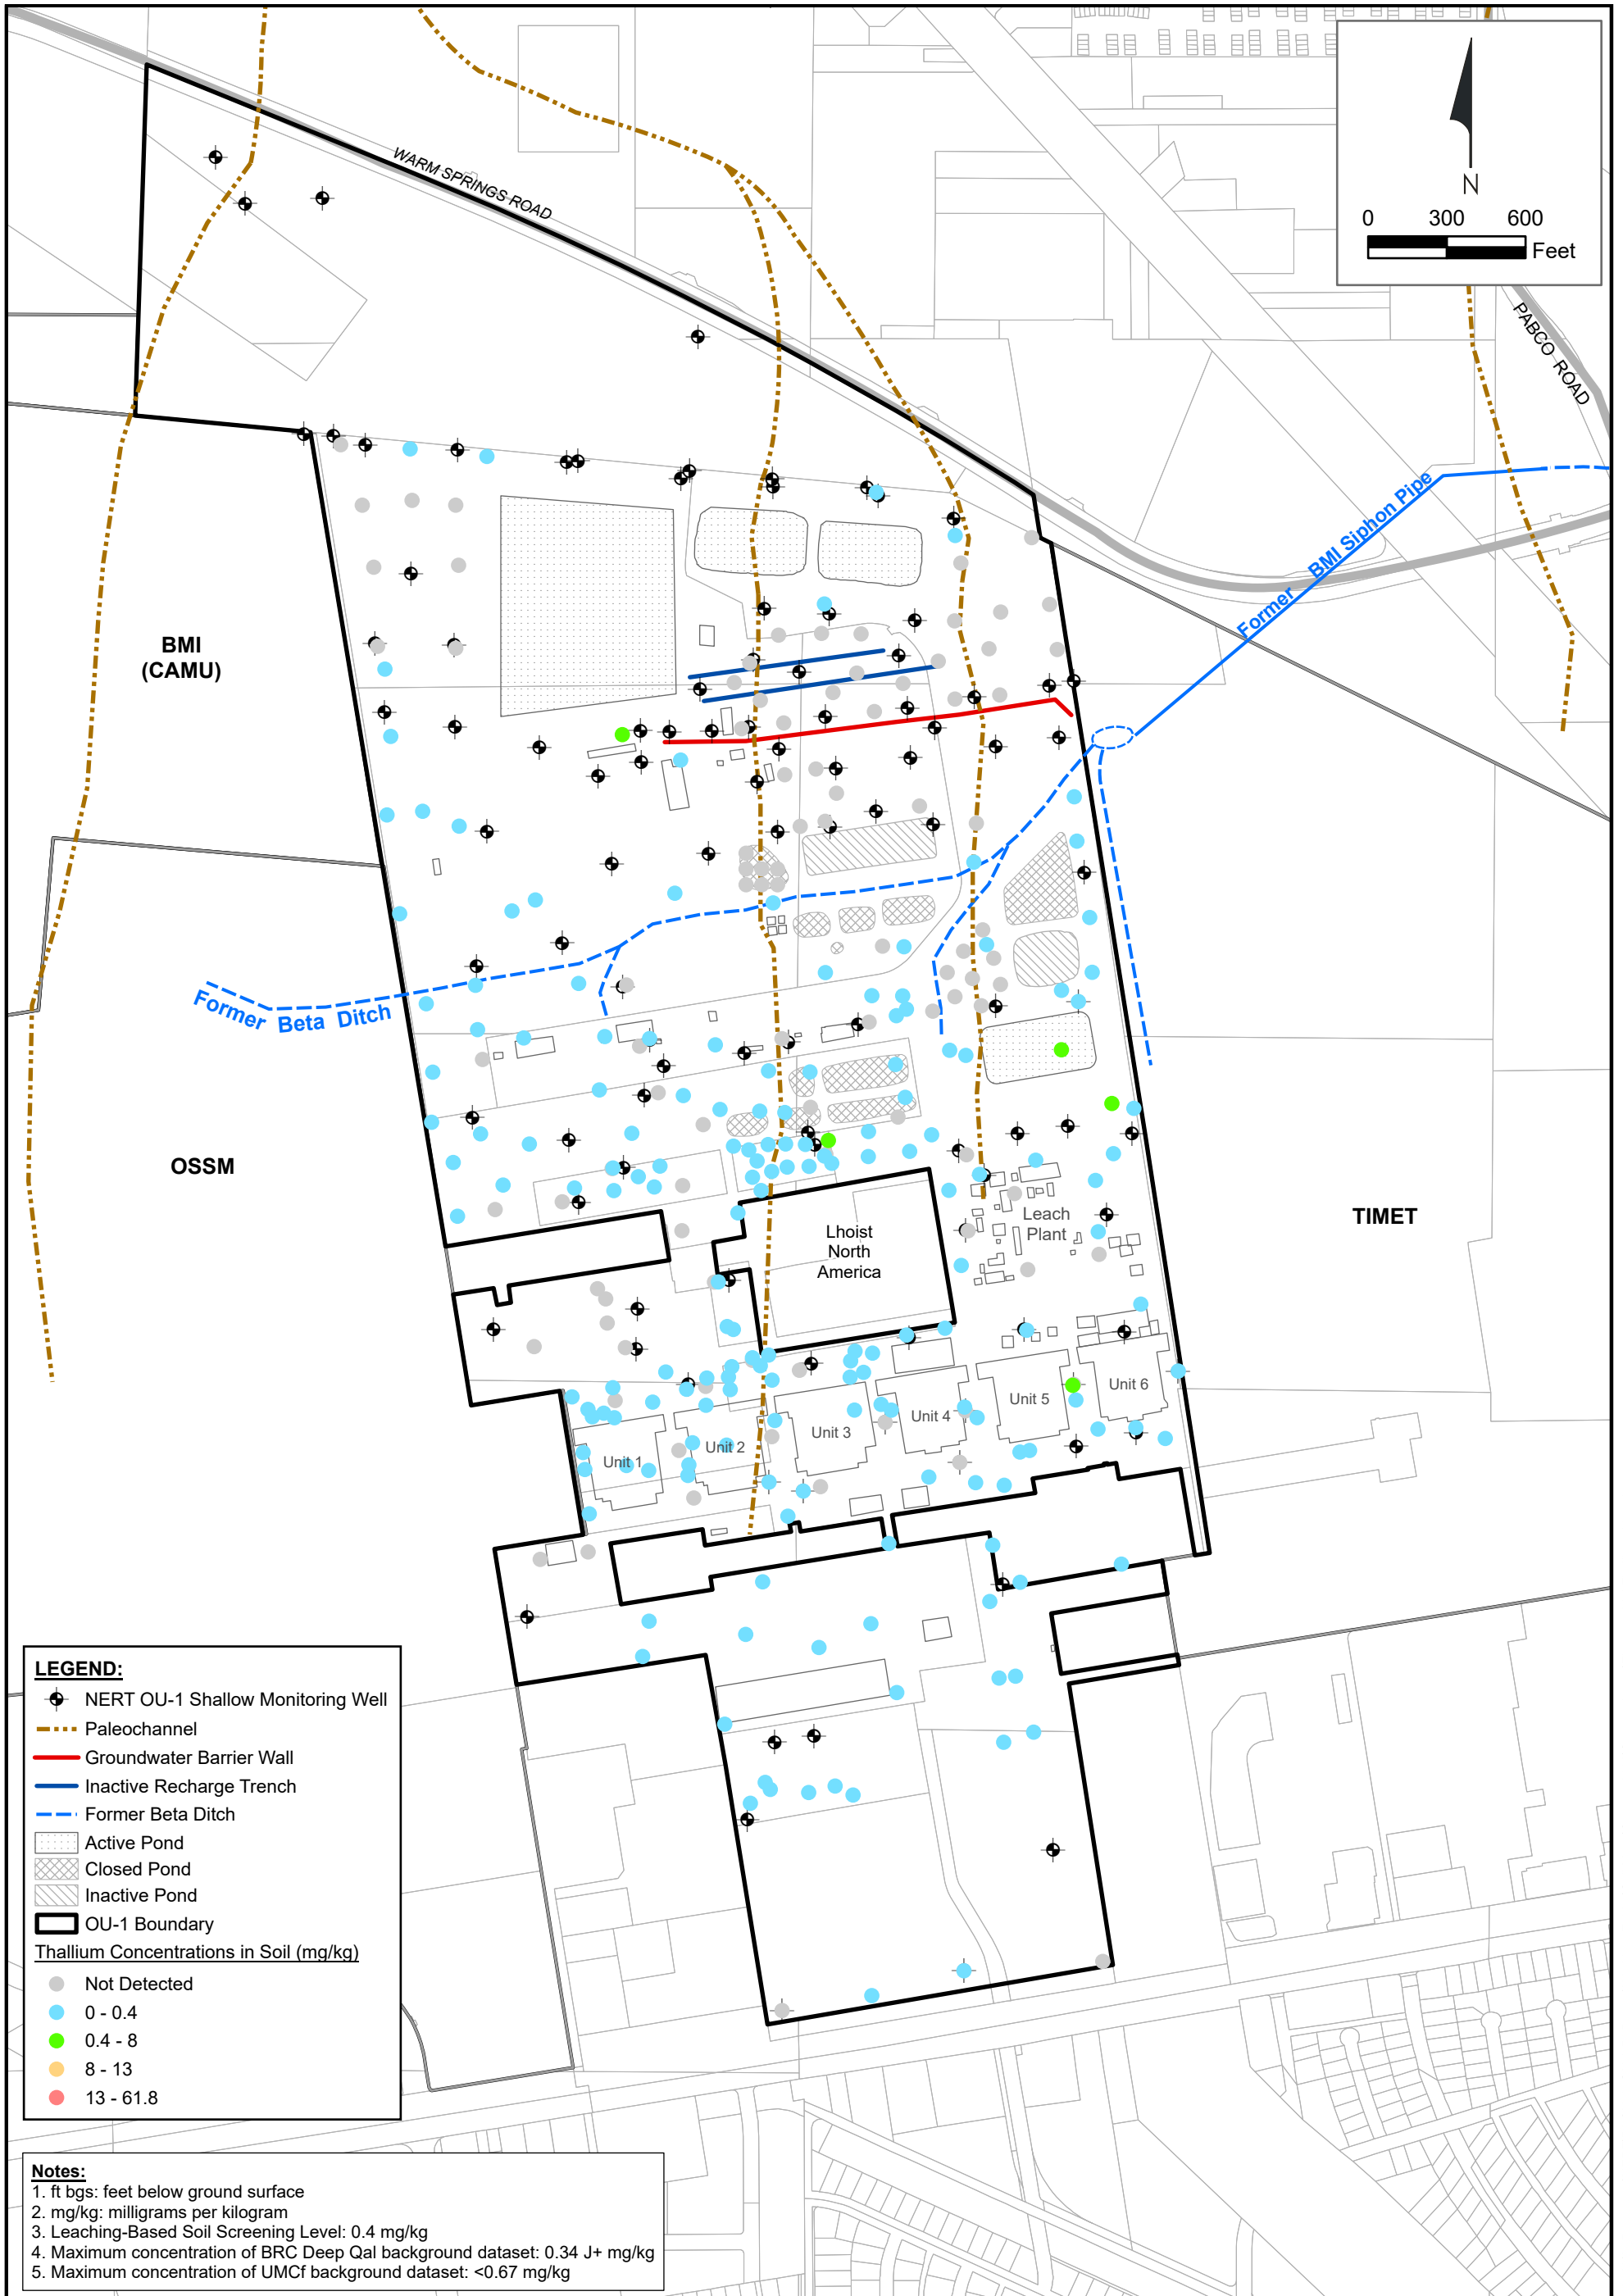 WARM SPRINGS ROAD
N
0 300 600
Feet
PABCO ROAD
Former BMI Siphon Pipe
BMI
(CAMU)
Former Beta Ditch
OSSM
TIMET
Lhoist
North
America
Leach
Plant
Unit 1
Unit 2
Unit 3
Unit 4
Unit 5
Unit 6
LEGEND:
NERT OU-1 Shallow Monitoring Well
Paleochannel
Groundwater Barrier Wall
Inactive Recharge Trench
Former Beta Ditch
Active Pond
Closed Pond
Inactive Pond
OU-1 Boundary
Thallium Concentrations in Soil (mg/kg)
Not Detected
0 - 0.4
0.4 - 8
8 - 13
13 - 61.8
Notes:
1. ft bgs: feet below ground surface
2. mg/kg: milligrams per kilogram
3. Leaching-Based Soil Screening Level: 0.4 mg/kg
4. Maximum concentration of BRC Deep Qal background dataset: 0.34 J+ mg/kg
5. Maximum concentration of UMCf background dataset: <0.67 mg/kg